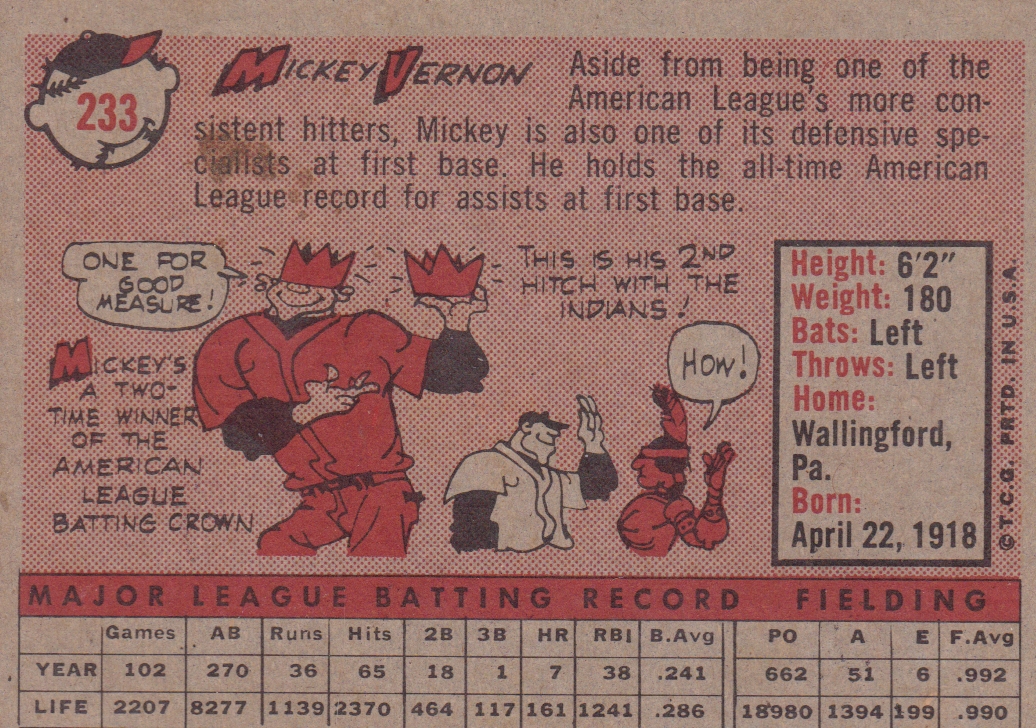 233
MICKEY VERNON
Aside from being one of the
American League's more con-
sistent hitters, Mickey is also one of its defensive spe-
cialists at first base. He holds the all-time American
League record for assists at first base.
ONE FOR
GOOD
MEASURE!
THIS IS HIS 2ND
HITCH WITH THE
INDIANS!
HOW!
MICKEY'S
A TWO-
TIME WINNER
OF THE
AMERICAN
LEAGUE
BATTING CROWN
Height: 6'2"
Weight: 180
Bats: Left
Throws: Left
Home:
Wallingford,
Pa.
Born:
April 22, 1918
© T.C.G. PRTD. IN U.S.A.
MAJOR LEAGUE BATTING RECORD FIELDING
Games AB Runs Hits 2B 3B HR RBI B.Avg PO A E F.Avg
YEAR 102 270 36 65 18 1 7 38 .241 662 51 6 .992
LIFE 2207 8277 1139 2370 464 117 161 1241 .286 18980 1394 199 .990